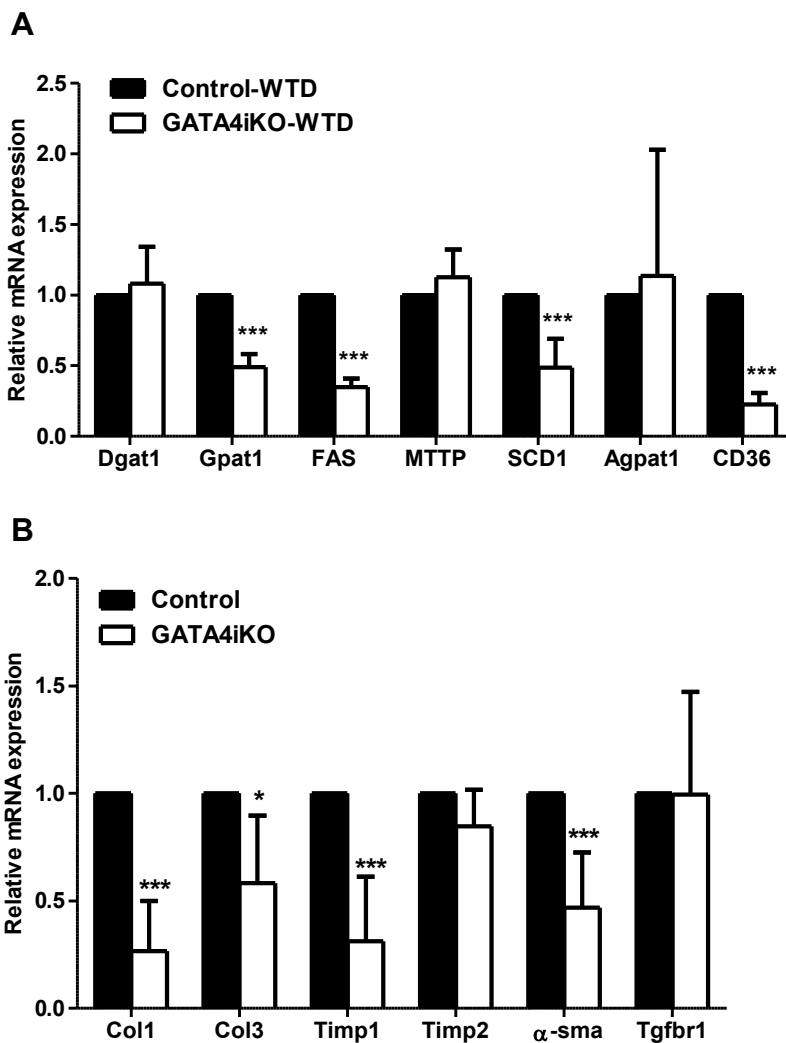 A
Control-WTD
GATA4iKO-WTD
Relative mRNA expression
2.5
2.0
1.5
1.0
0.5
0.0
***
***
***
***
Dgat1 Gpat1 FAS MTTP SCD1 Agpat1 CD36
B
Control
GATA4iKO
Relative mRNA expression
2.0
1.5
1.0
0.5
0.0
***
*
***
***
Col1 Col3 Timp1 Timp2 α-sma Tgfbr1